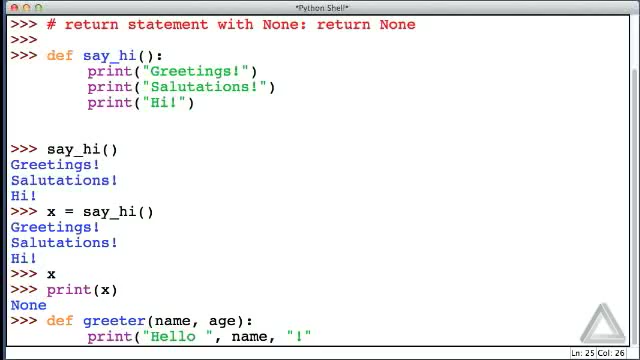 *Python Shell*
>>> # return statement with None: return None
>>>
>>> def say_hi():
print("Greetings!")
print("Salutations!")
print("Hi!")
>>> say_hi()
Greetings!
Salutations!
Hi!
>>> x = say_hi()
Greetings!
Salutations!
Hi!
>>> x
>>> print(x)
None
>>> def greeter(name, age):
print("Hello ", name, "!"
Ln: 25 Col: 26